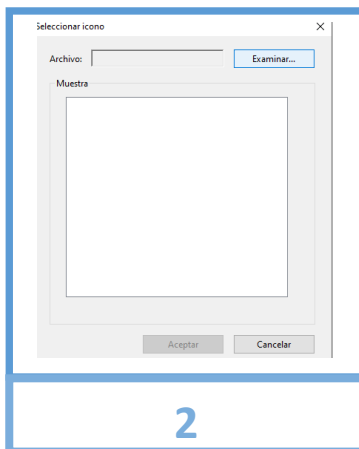 Seleccionar icono
Archivo: Examinar...
Muestra
Aceptar Cancelar
2